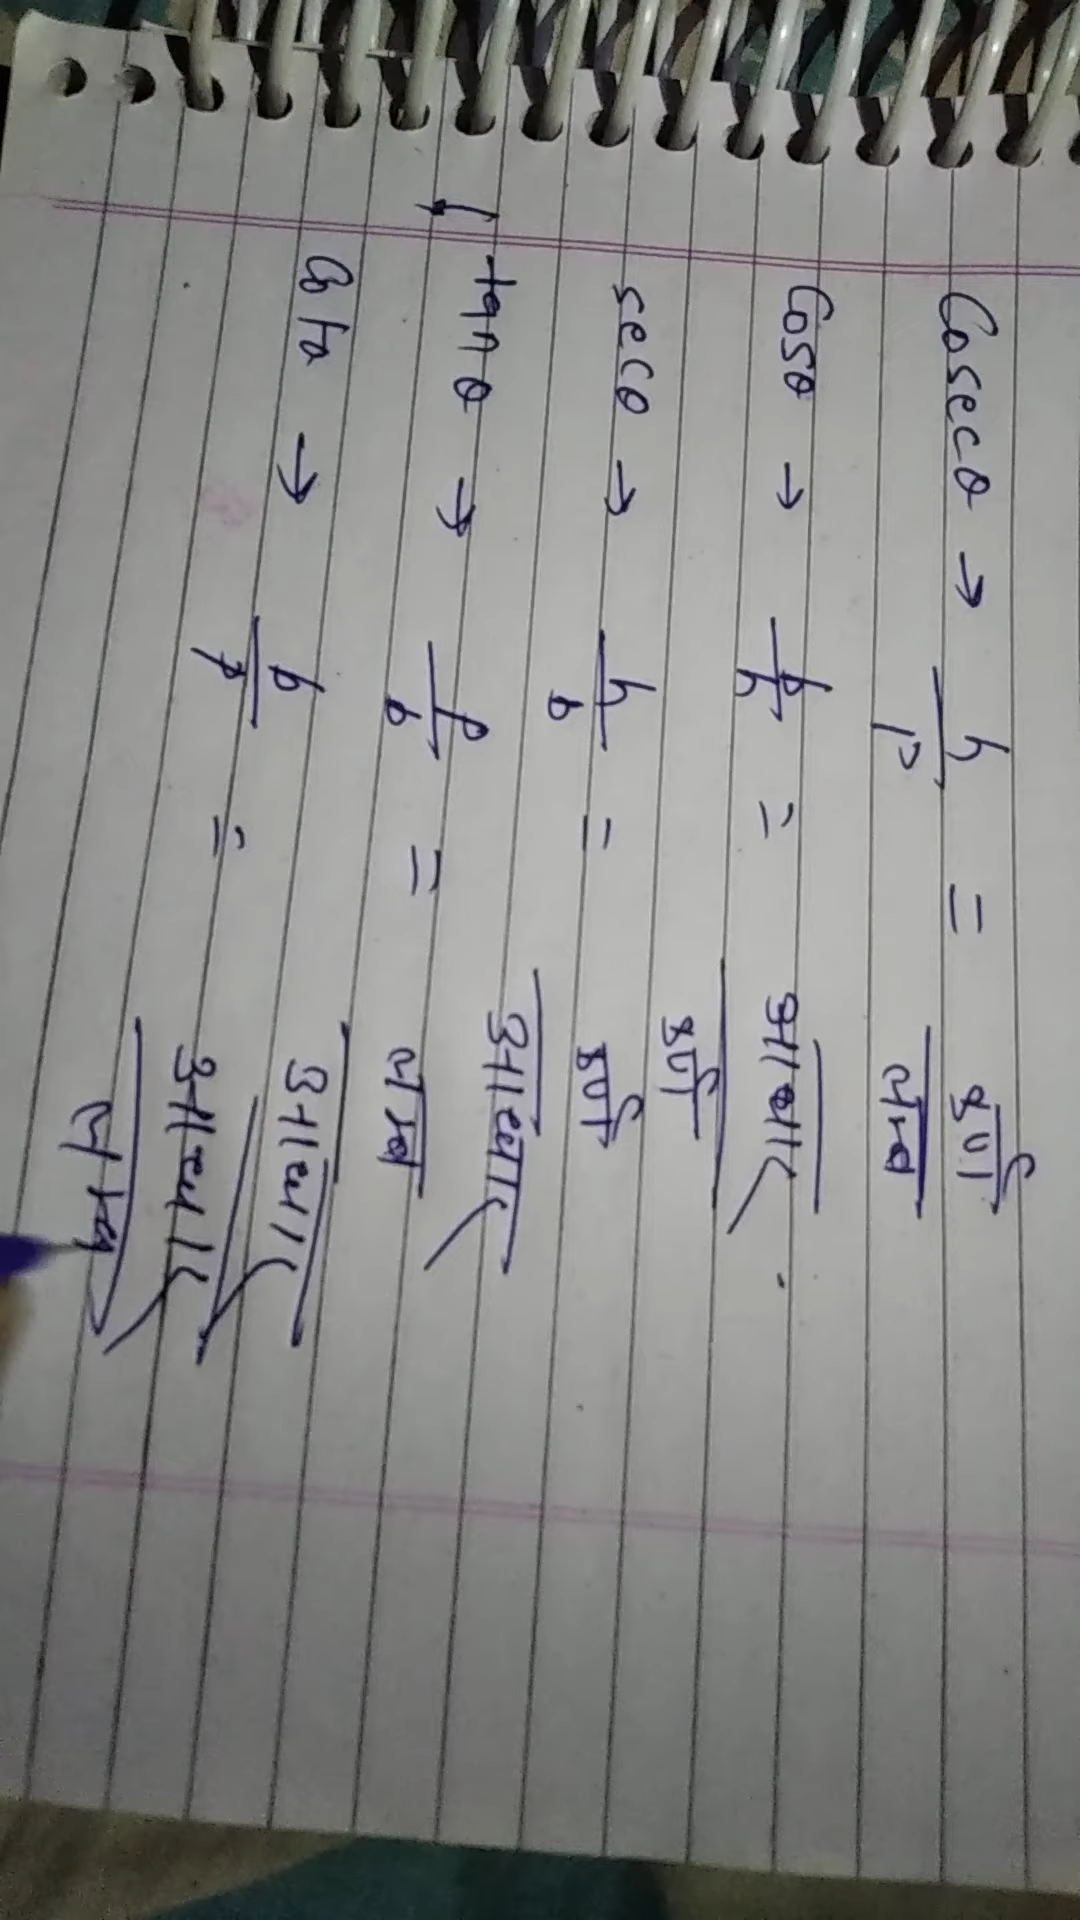 Cosecθ → h/p = कर्ण/लम्ब
Cosθ → b/h = आधार/कर्ण
secθ → h/b = कर्ण
tanθ → p/b = लम्ब/आधार
Cotθ → b/p = आधार
आधार
लम्ब